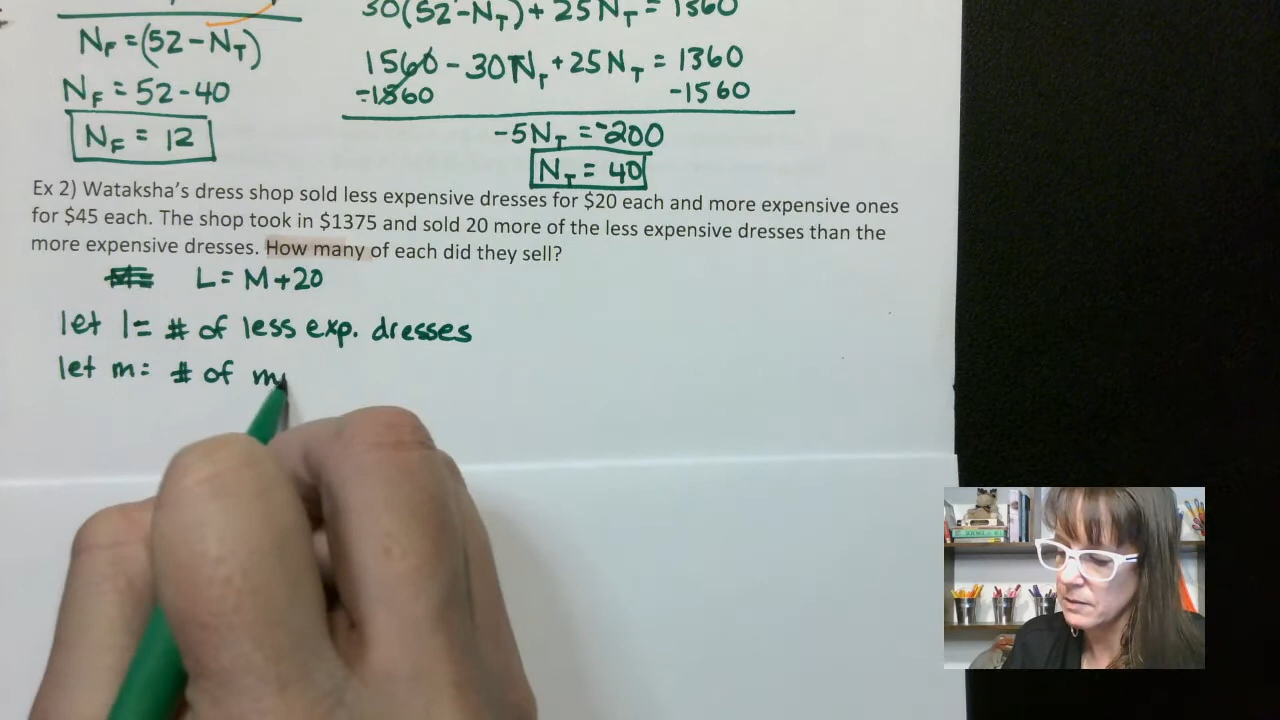 30(52-N_T)+25N_T=1360
N_F=(52-N_T)
1560-30N_T+25N_T=1360
N_F=52-40
-1560 -1560
N_F=12
-5N_T=-200
N_T=40
Ex 2) Wataksha's dress shop sold less expensive dresses for $20 each and more expensive ones
for $45 each. The shop took in $1375 and sold 20 more of the less expensive dresses than the
more expensive dresses. How many of each did they sell?
L=M+20
let l= # of less exp. dresses
let m= # of m